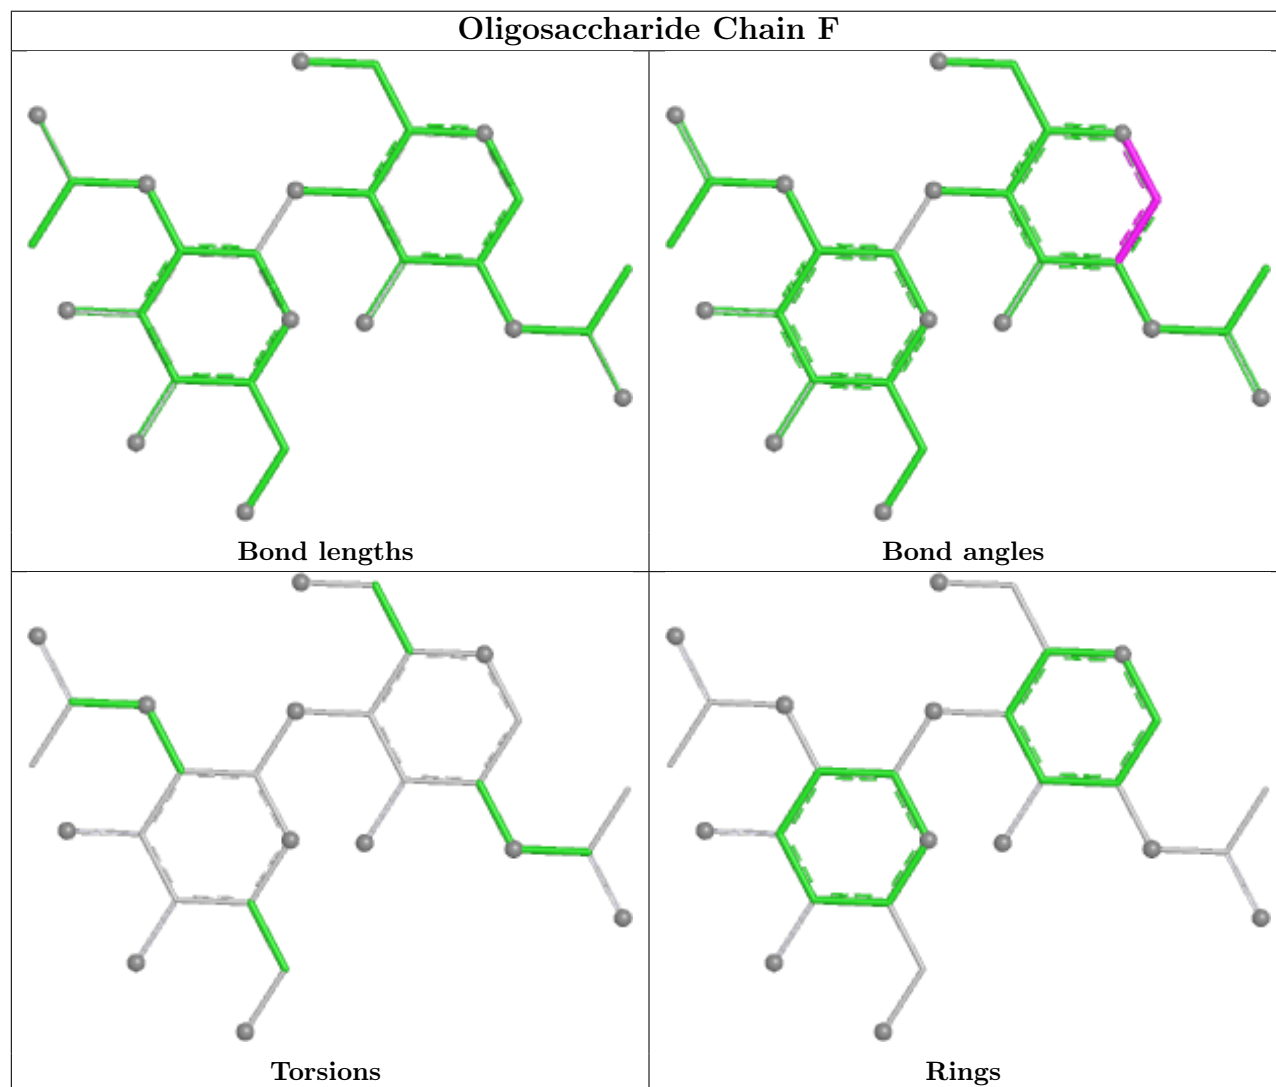 Oligosaccharide Chain F
Bond lengths
Bond angles
Torsions
Rings